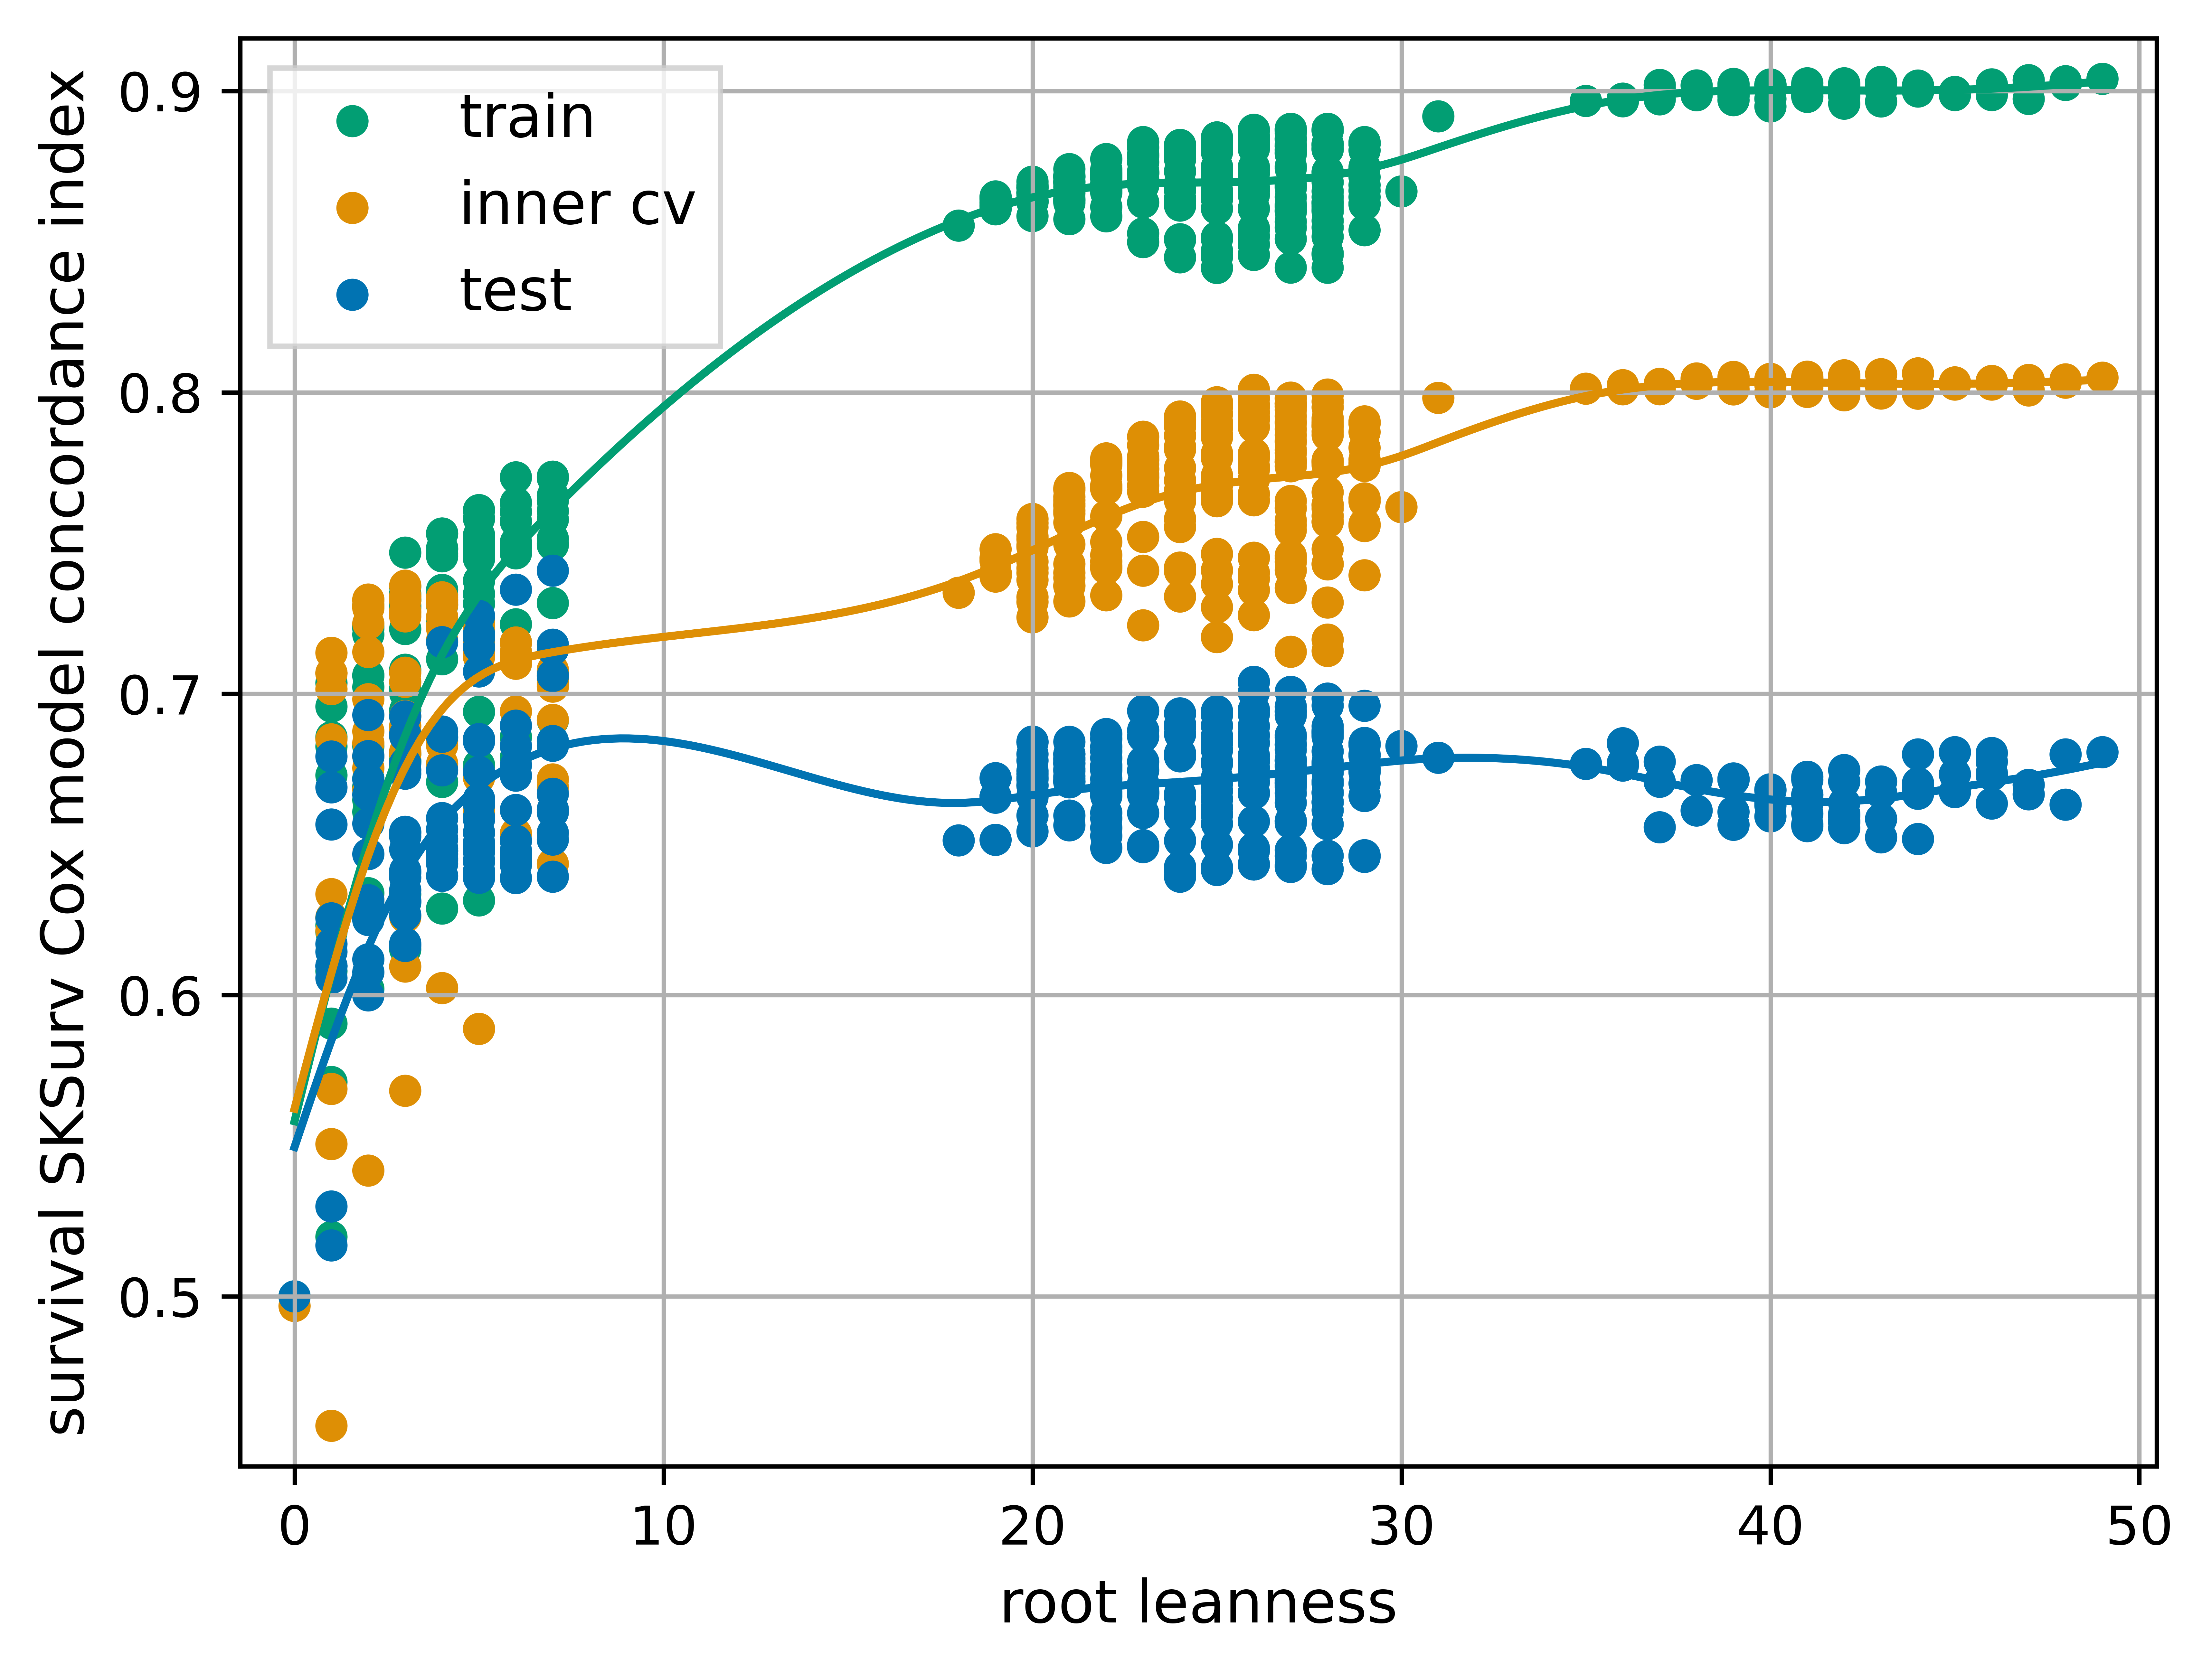 survival SKSurv Cox model concordance index
0.9
0.8
0.7
0.6
0.5
train
inner cv
test
0 10 20 30 40 50
root leanness